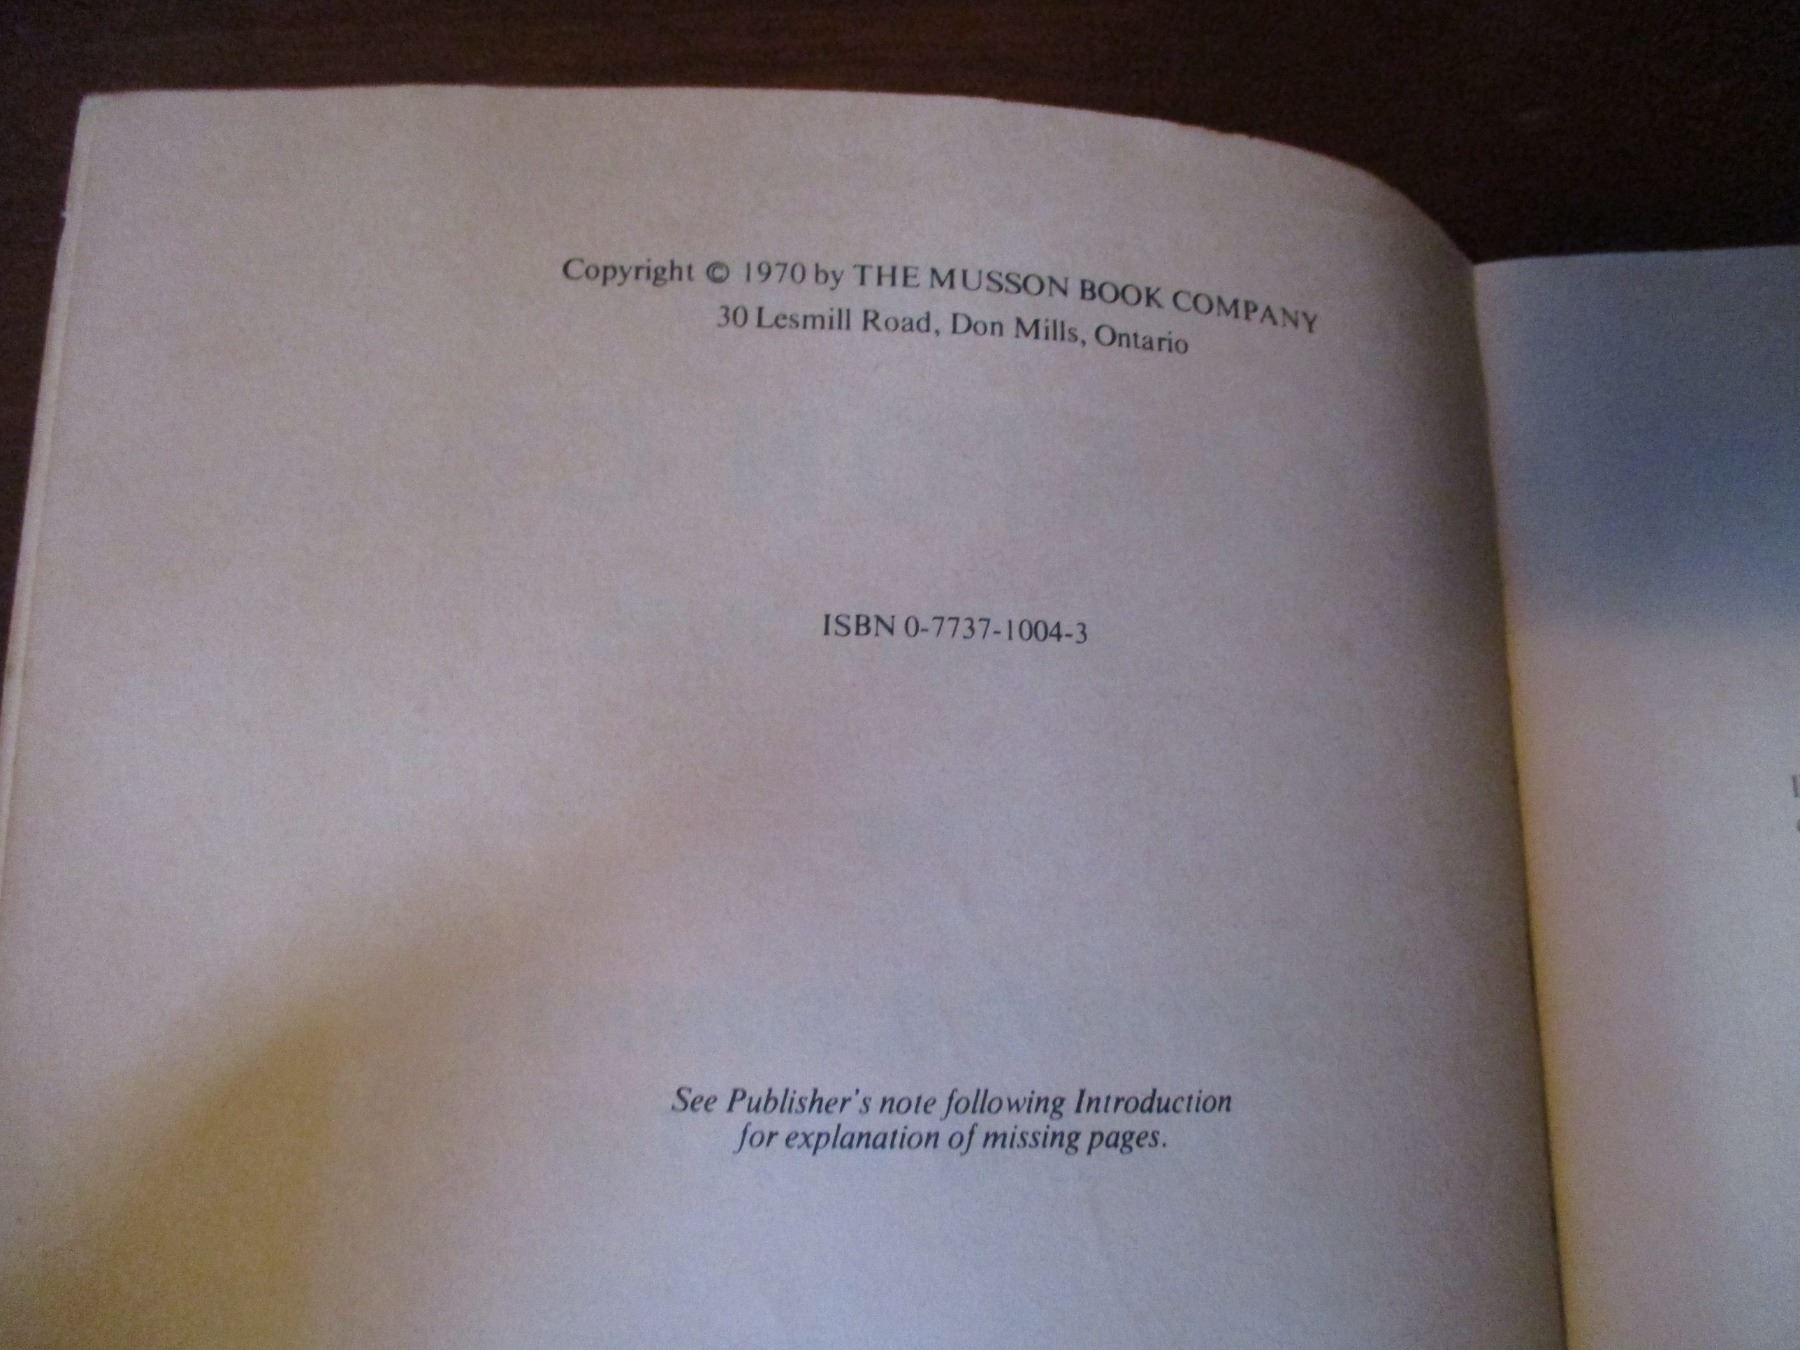 Copyright © 1970 by THE MUSSON BOOK COMPANY
30 Lesmill Road, Don Mills, Ontario
ISBN 0-7737-1004-3
See Publisher's note following Introduction
for explanation of missing pages.